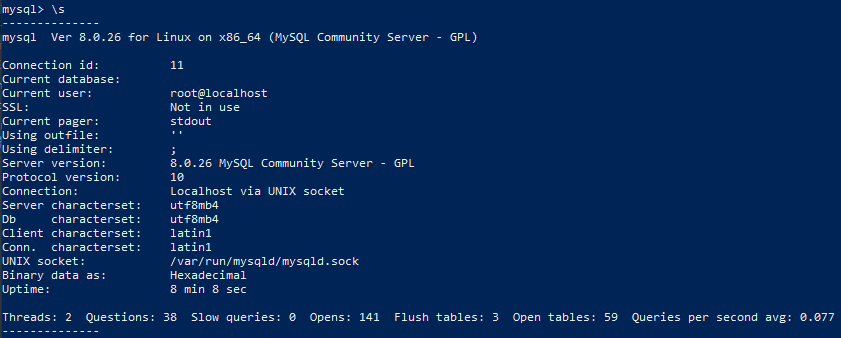 mysql> \s
--------------
mysql  Ver 8.0.26 for Linux on x86_64 (MySQL Community Server - GPL)

Connection id:          11
Current database:
Current user:           root@localhost
SSL:                    Not in use
Current pager:          stdout
Using outfile:          ''
Using delimiter:        ;
Server version:         8.0.26 MySQL Community Server - GPL
Protocol version:       10
Connection:             Localhost via UNIX socket
Server characterset:    utf8mb4
Db     characterset:    utf8mb4
Client characterset:    latin1
Conn.  characterset:    latin1
UNIX socket:            /var/run/mysqld/mysqld.sock
Binary data as:         Hexadecimal
Uptime:                 8 min 8 sec

Threads: 2  Questions: 38  Slow queries: 0  Opens: 141  Flush tables: 3  Open tables: 59  Queries per second avg: 0.077
--------------